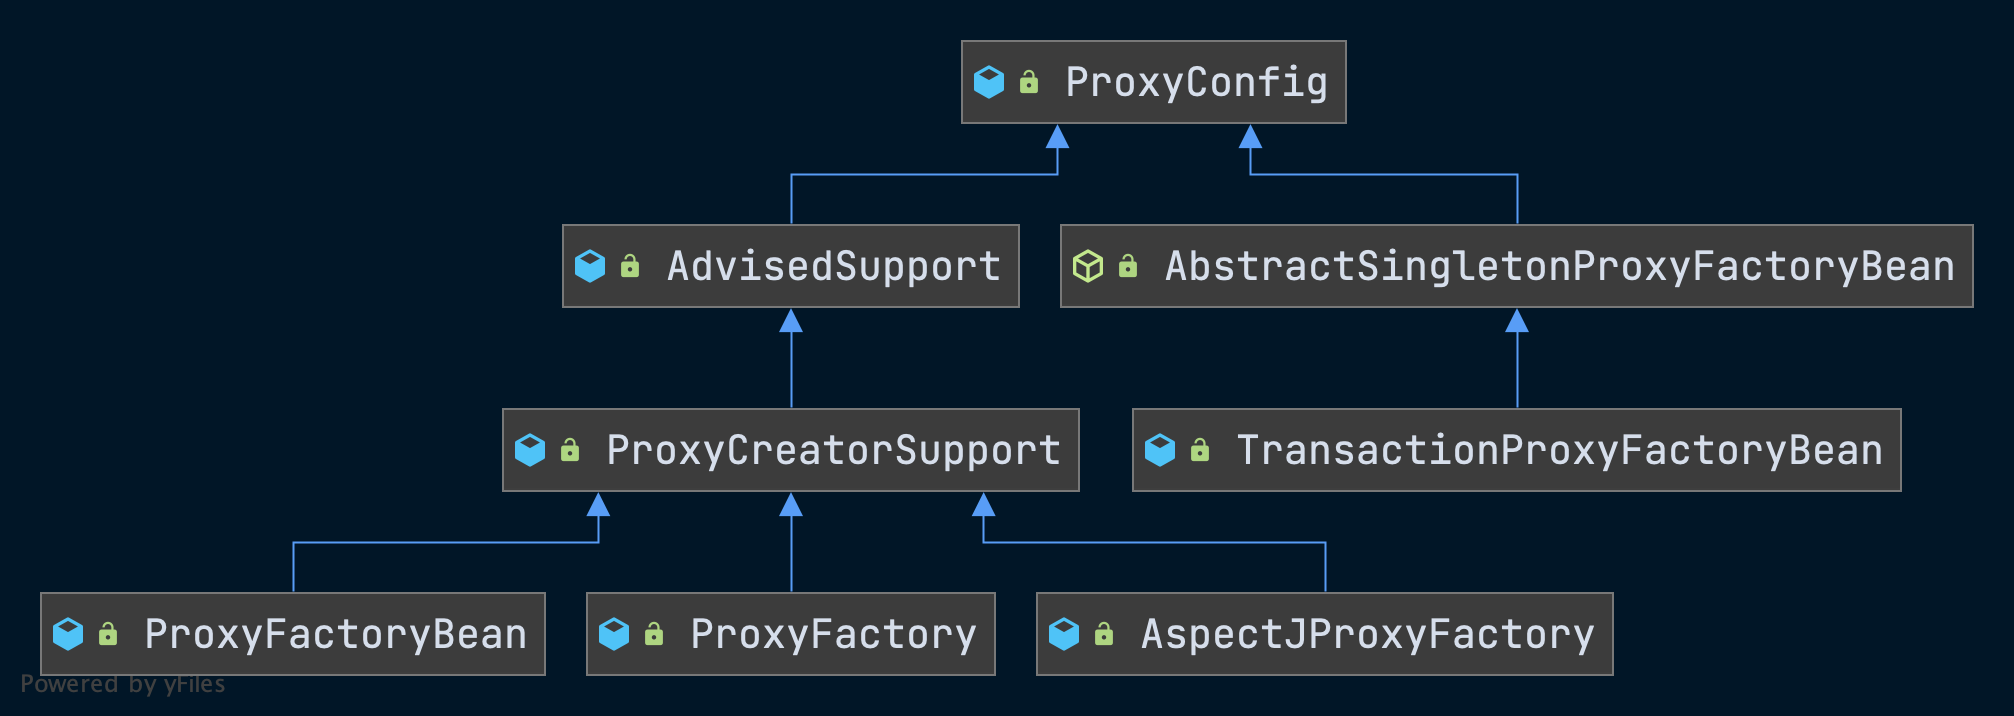 ProxyConfig
AdvisedSupport
AbstractSingletonProxyFactoryBean
ProxyCreatorSupport
TransactionProxyFactoryBean
ProxyFactoryBean
ProxyFactory
AspectJProxyFactory
Powered by yFiles